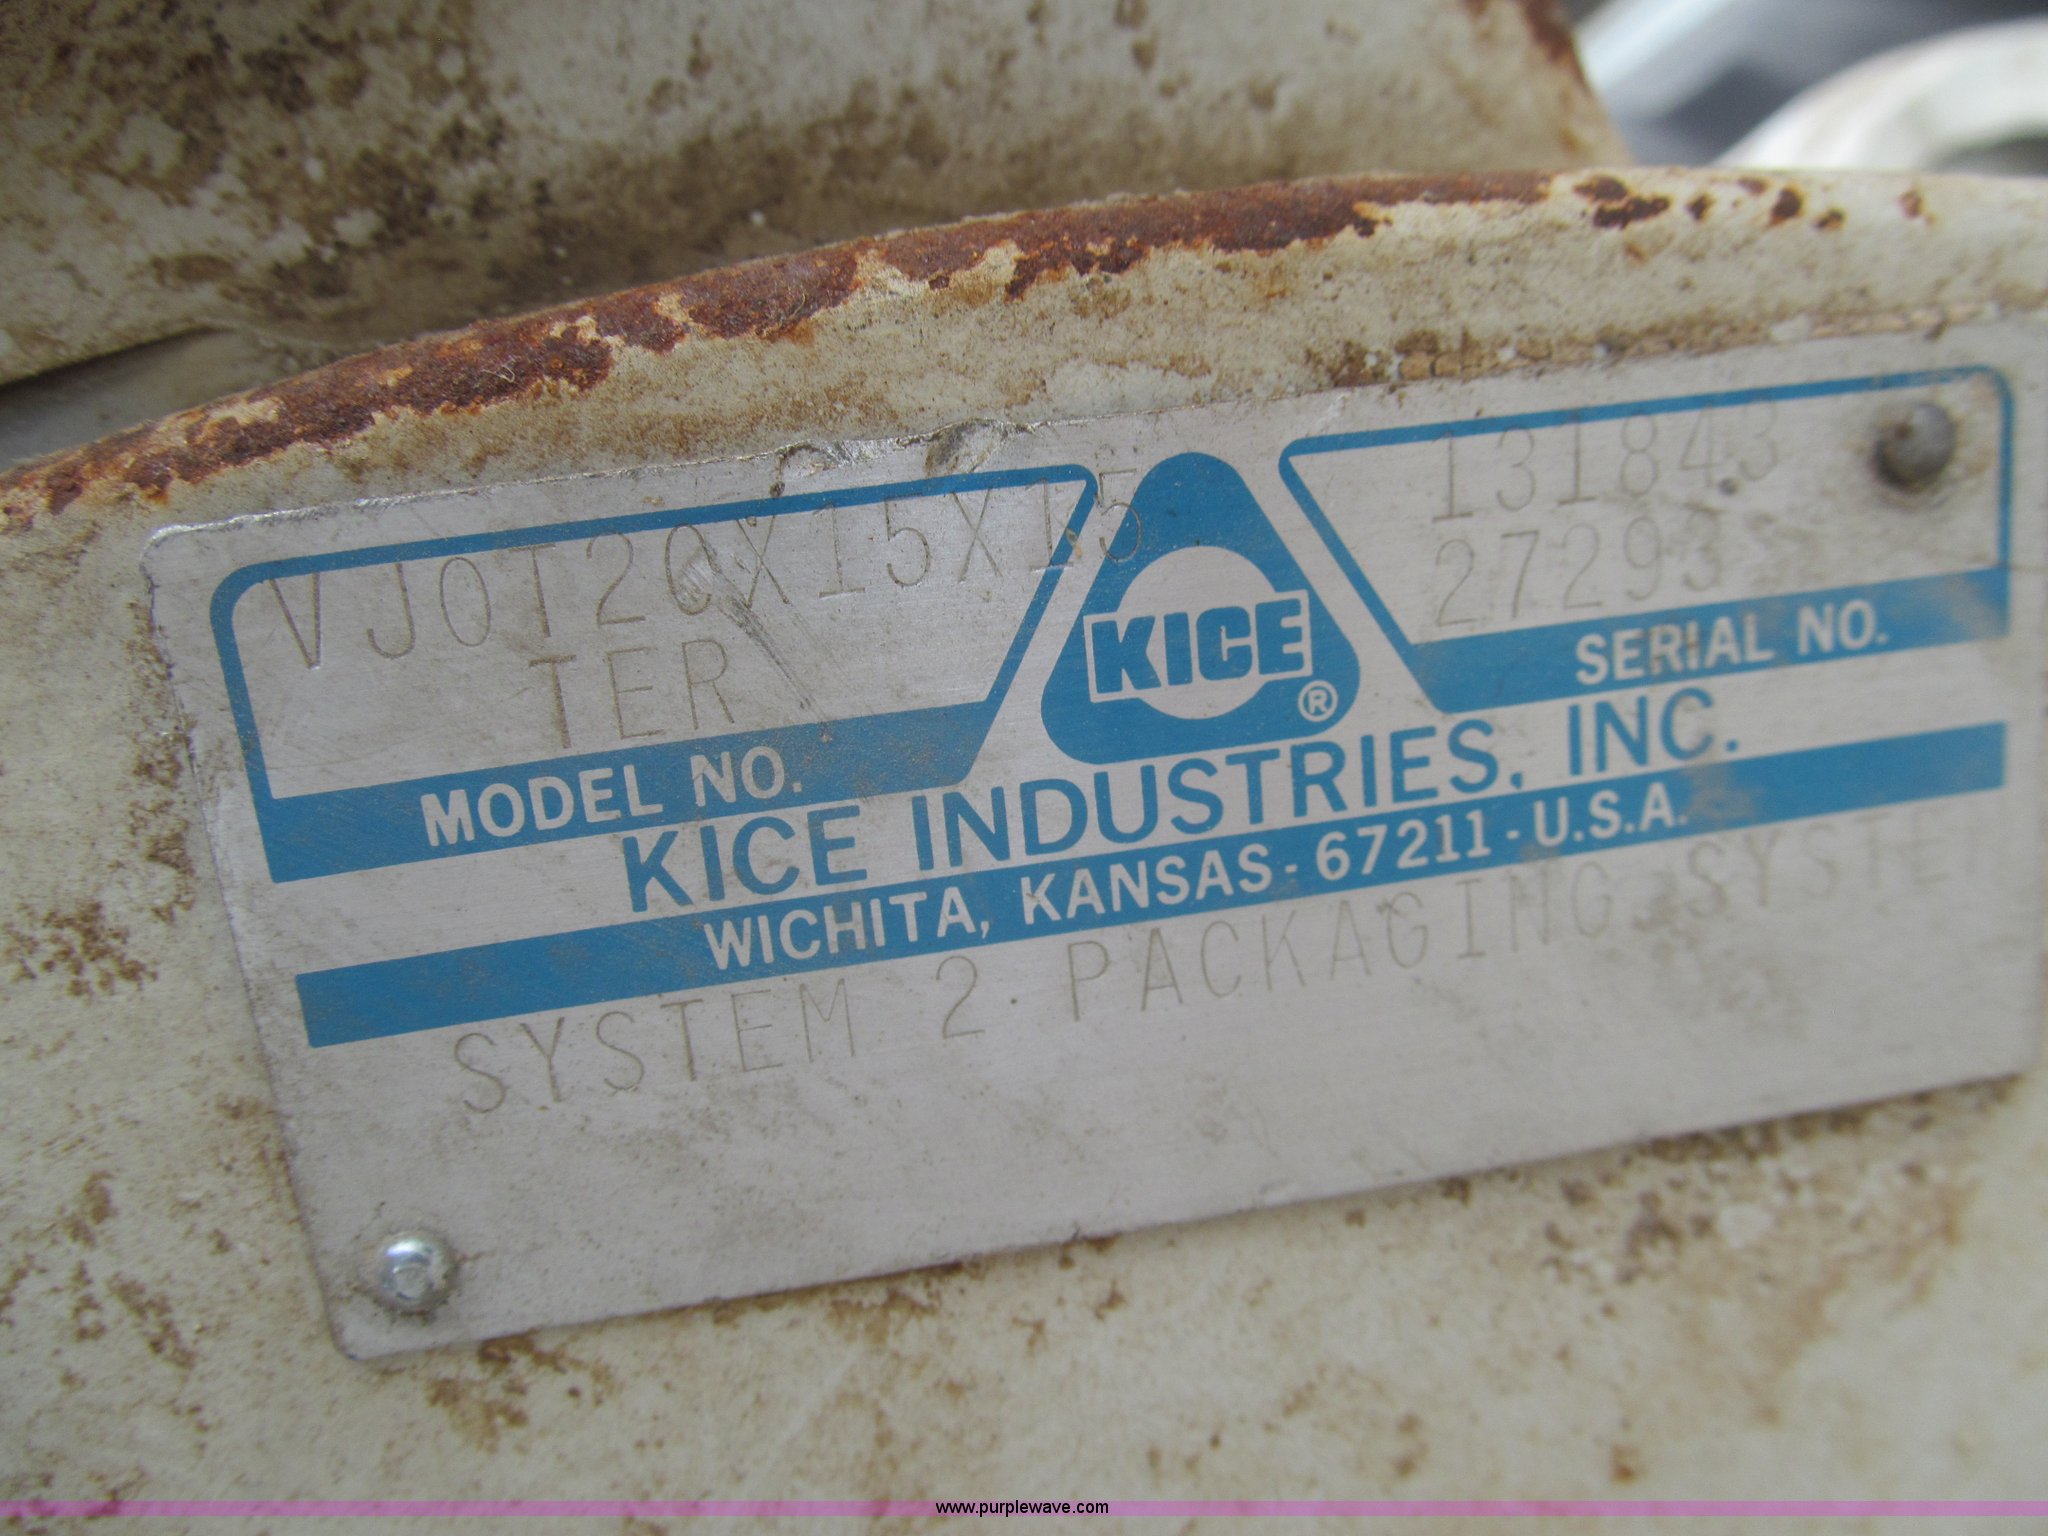 VJOT20X15X15
TER
MODEL NO.
KICE
®
131843
27293
SERIAL NO.
KICE INDUSTRIES, INC.
WICHITA, KANSAS - 67211 - U.S.A.
SYSTEM 2 PACKAGING SYSTE
www.purplewave.com